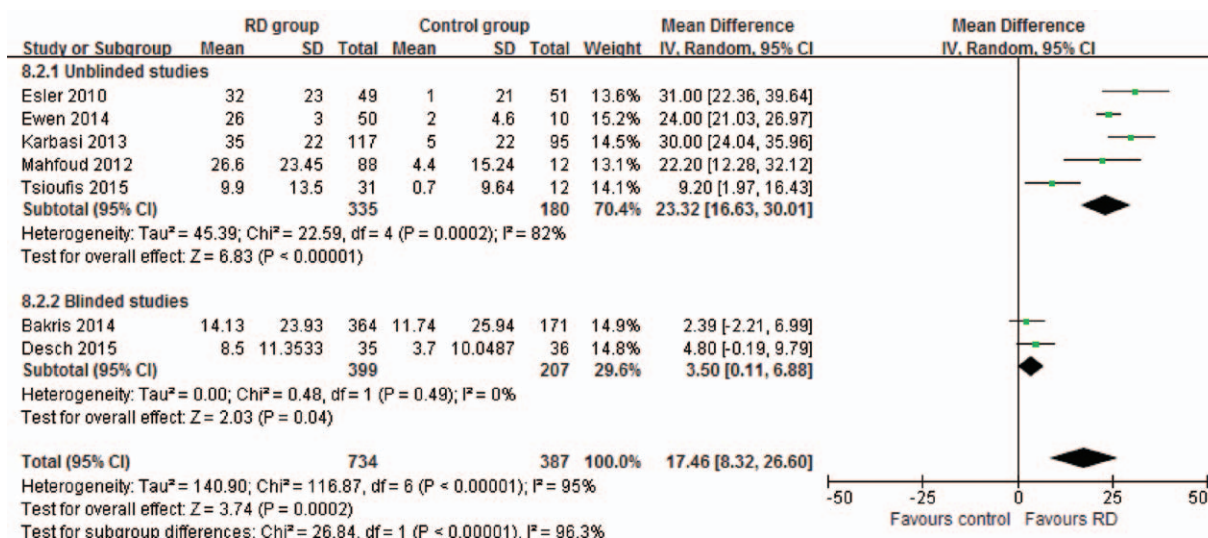 RD group Control group Mean Difference Mean Difference
Study or Subgroup Mean SD Total Mean SD Total Weight IV, Random, 95% CI IV, Random, 95% CI
8.2.1 Unblinded studies
Esler 2010 32 23 49 1 21 51 13.6% 31.00 [22.36, 39.64]
Ewen 2014 26 3 50 2 4.6 10 15.2% 24.00 [21.03, 26.97]
Karbasi 2013 35 22 117 5 22 95 14.5% 30.00 [24.04, 35.96]
Mahfoud 2012 26.6 23.45 88 4.4 15.24 12 13.1% 22.20 [12.28, 32.12]
Tsioufis 2015 9.9 13.5 31 0.7 9.64 12 14.1% 9.20 [1.97, 16.43]
Subtotal (95% CI) 335 180 70.4% 23.32 [16.63, 30.01]
Heterogeneity: Tau² = 45.39; Chi² = 22.59, df = 4 (P = 0.0002); I² = 82%
Test for overall effect: Z = 6.83 (P < 0.00001)
8.2.2 Blinded studies
Bakris 2014 14.13 23.93 364 11.74 25.94 171 14.9% 2.39 [-2.21, 6.99]
Desch 2015 8.5 11.3533 35 3.7 10.0487 36 14.8% 4.80 [-0.19, 9.79]
Subtotal (95% CI) 399 207 29.6% 3.50 [0.11, 6.88]
Heterogeneity: Tau² = 0.00; Chi² = 0.48, df = 1 (P = 0.49); I² = 0%
Test for overall effect: Z = 2.03 (P = 0.04)
Total (95% CI) 734 387 100.0% 17.46 [8.32, 26.60]
Heterogeneity: Tau² = 140.90; Chi² = 116.87, df = 6 (P < 0.00001); I² = 95%
Test for overall effect: Z = 3.74 (P = 0.0002)
Test for subgroup differences: Chi² = 26.84, df = 1 (P < 0.00001), I² = 96.3%
-50 -25 0 25 50
Favours control Favours RD